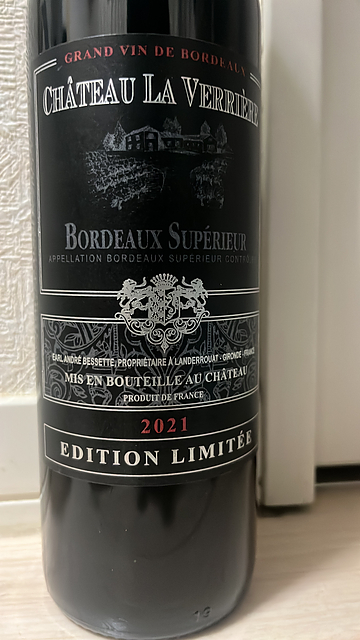 GRAND VIN DE BORDEAUX
CHÂTEAU LA VERRIÈRE
BORDEAUX SUPÉRIEUR
APPELLATION BORDEAUX SUPÉRIEUR CONTRÔLÉE
EARL ANDRÉ BESSETTE, PROPRIÉTAIRE À LANDERROUAT - GIRONDE - FRANCE
MIS EN BOUTEILLE AU CHÂTEAU
PRODUIT DE FRANCE
2021
EDITION LIMITÉE